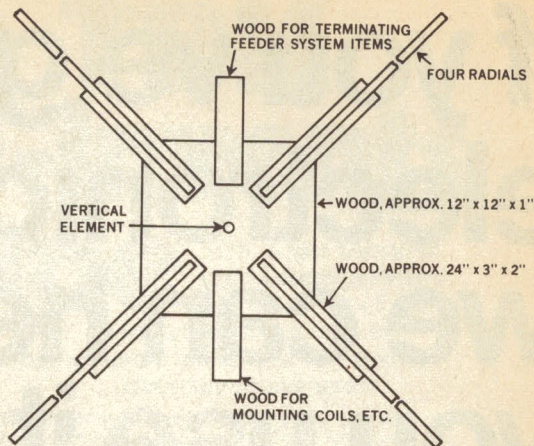 WOOD FOR TERMINATING
FEEDER SYSTEM ITEMS
FOUR RADIALS
VERTICAL
ELEMENT
WOOD, APPROX. 12" x 12" x 1"
WOOD, APPROX. 24" x 3" x 2"
WOOD FOR
MOUNTING COILS, ETC.